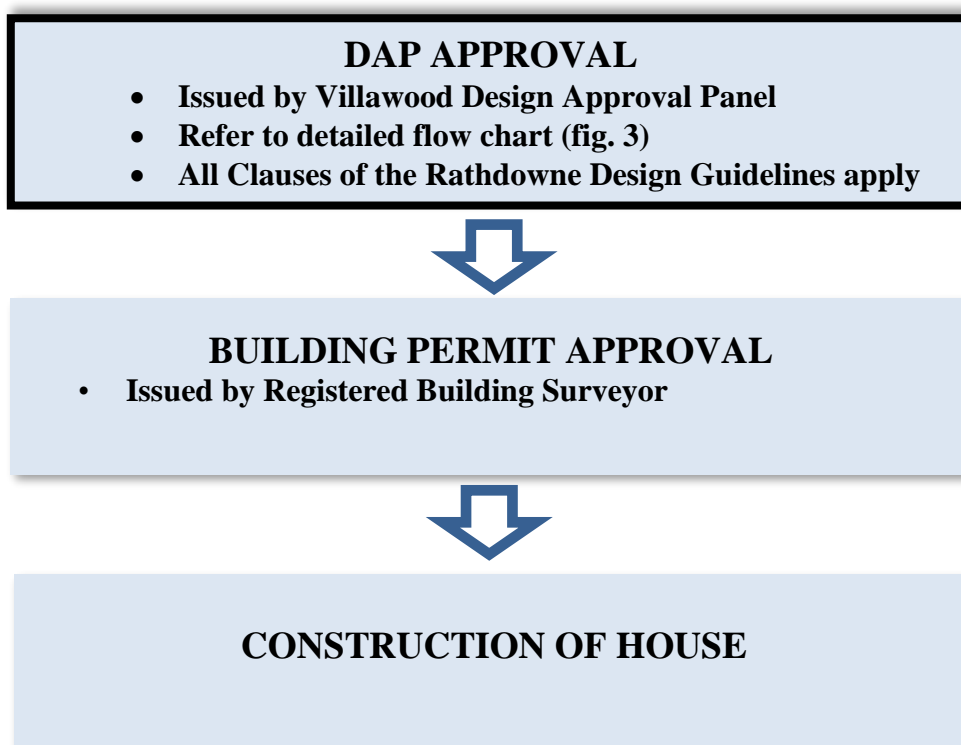 DAP APPROVAL
• Issued by Villawood Design Approval Panel
• Refer to detailed flow chart (fig. 3)
• All Clauses of the Rathdowne Design Guidelines apply
BUILDING PERMIT APPROVAL
• Issued by Registered Building Surveyor
CONSTRUCTION OF HOUSE